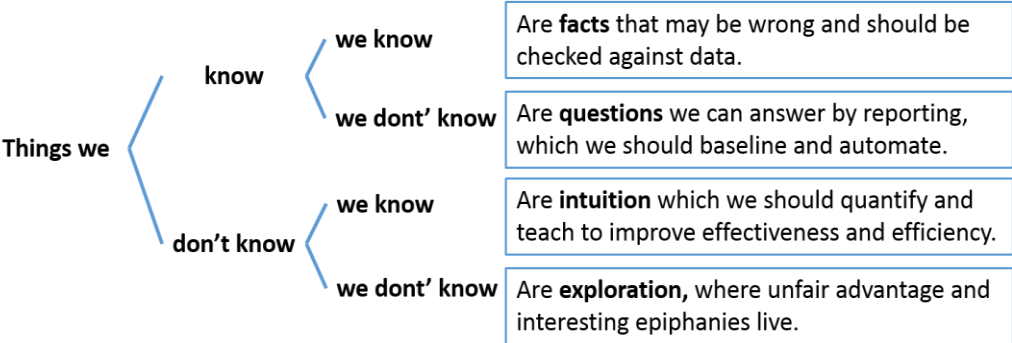 Things we
know
don't know
we know
we dont' know
we know
we dont' know
Are facts that may be wrong and should be
checked against data.
Are questions we can answer by reporting,
which we should baseline and automate.
Are intuition which we should quantify and
teach to improve effectiveness and efficiency.
Are exploration, where unfair advantage and
interesting epiphanies live.